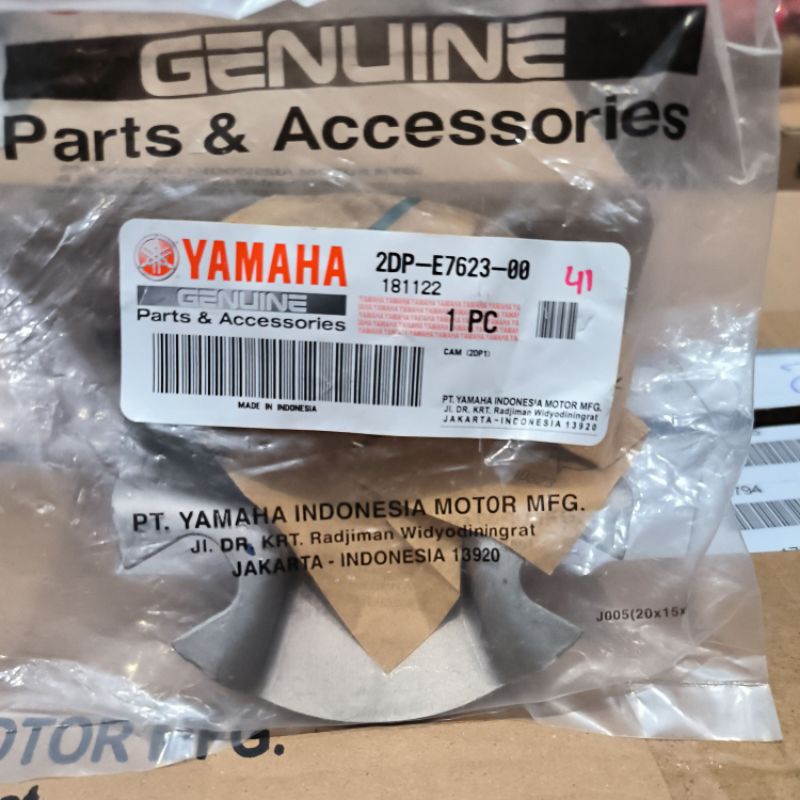 GENUINE
Parts & Accessories
YAMAHA
2DP-E7623-00
GENUINE
181122
41
Parts & Accessories
1 PC
CAM (2DP1)
MADE IN INDONESIA
PT. YAMAHA INDONESIA MOTOR MFG.
Jl. DR. KRT. Radjiman Widyodiningrat
JAKARTA-INDONESIA 13920
PT. YAMAHA INDONESIA MOTOR MFG.
Jl. DR. KRT. Radjiman Widyodiningrat
JAKARTA - INDONESIA 13920
J005(20x15x
MOTOR MFG.